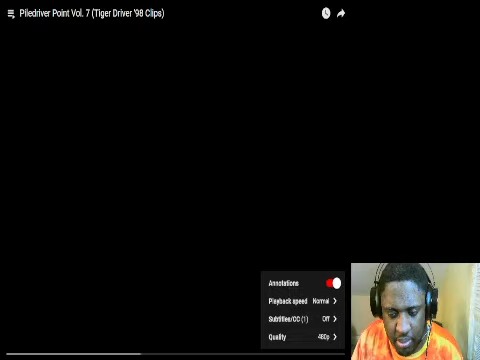 Piledriver Point Vol. 7 (Tiger Driver '98 Clips)
Annotations
Playback speed Normal
Subtitles/CC (1) Off
Quality 480p